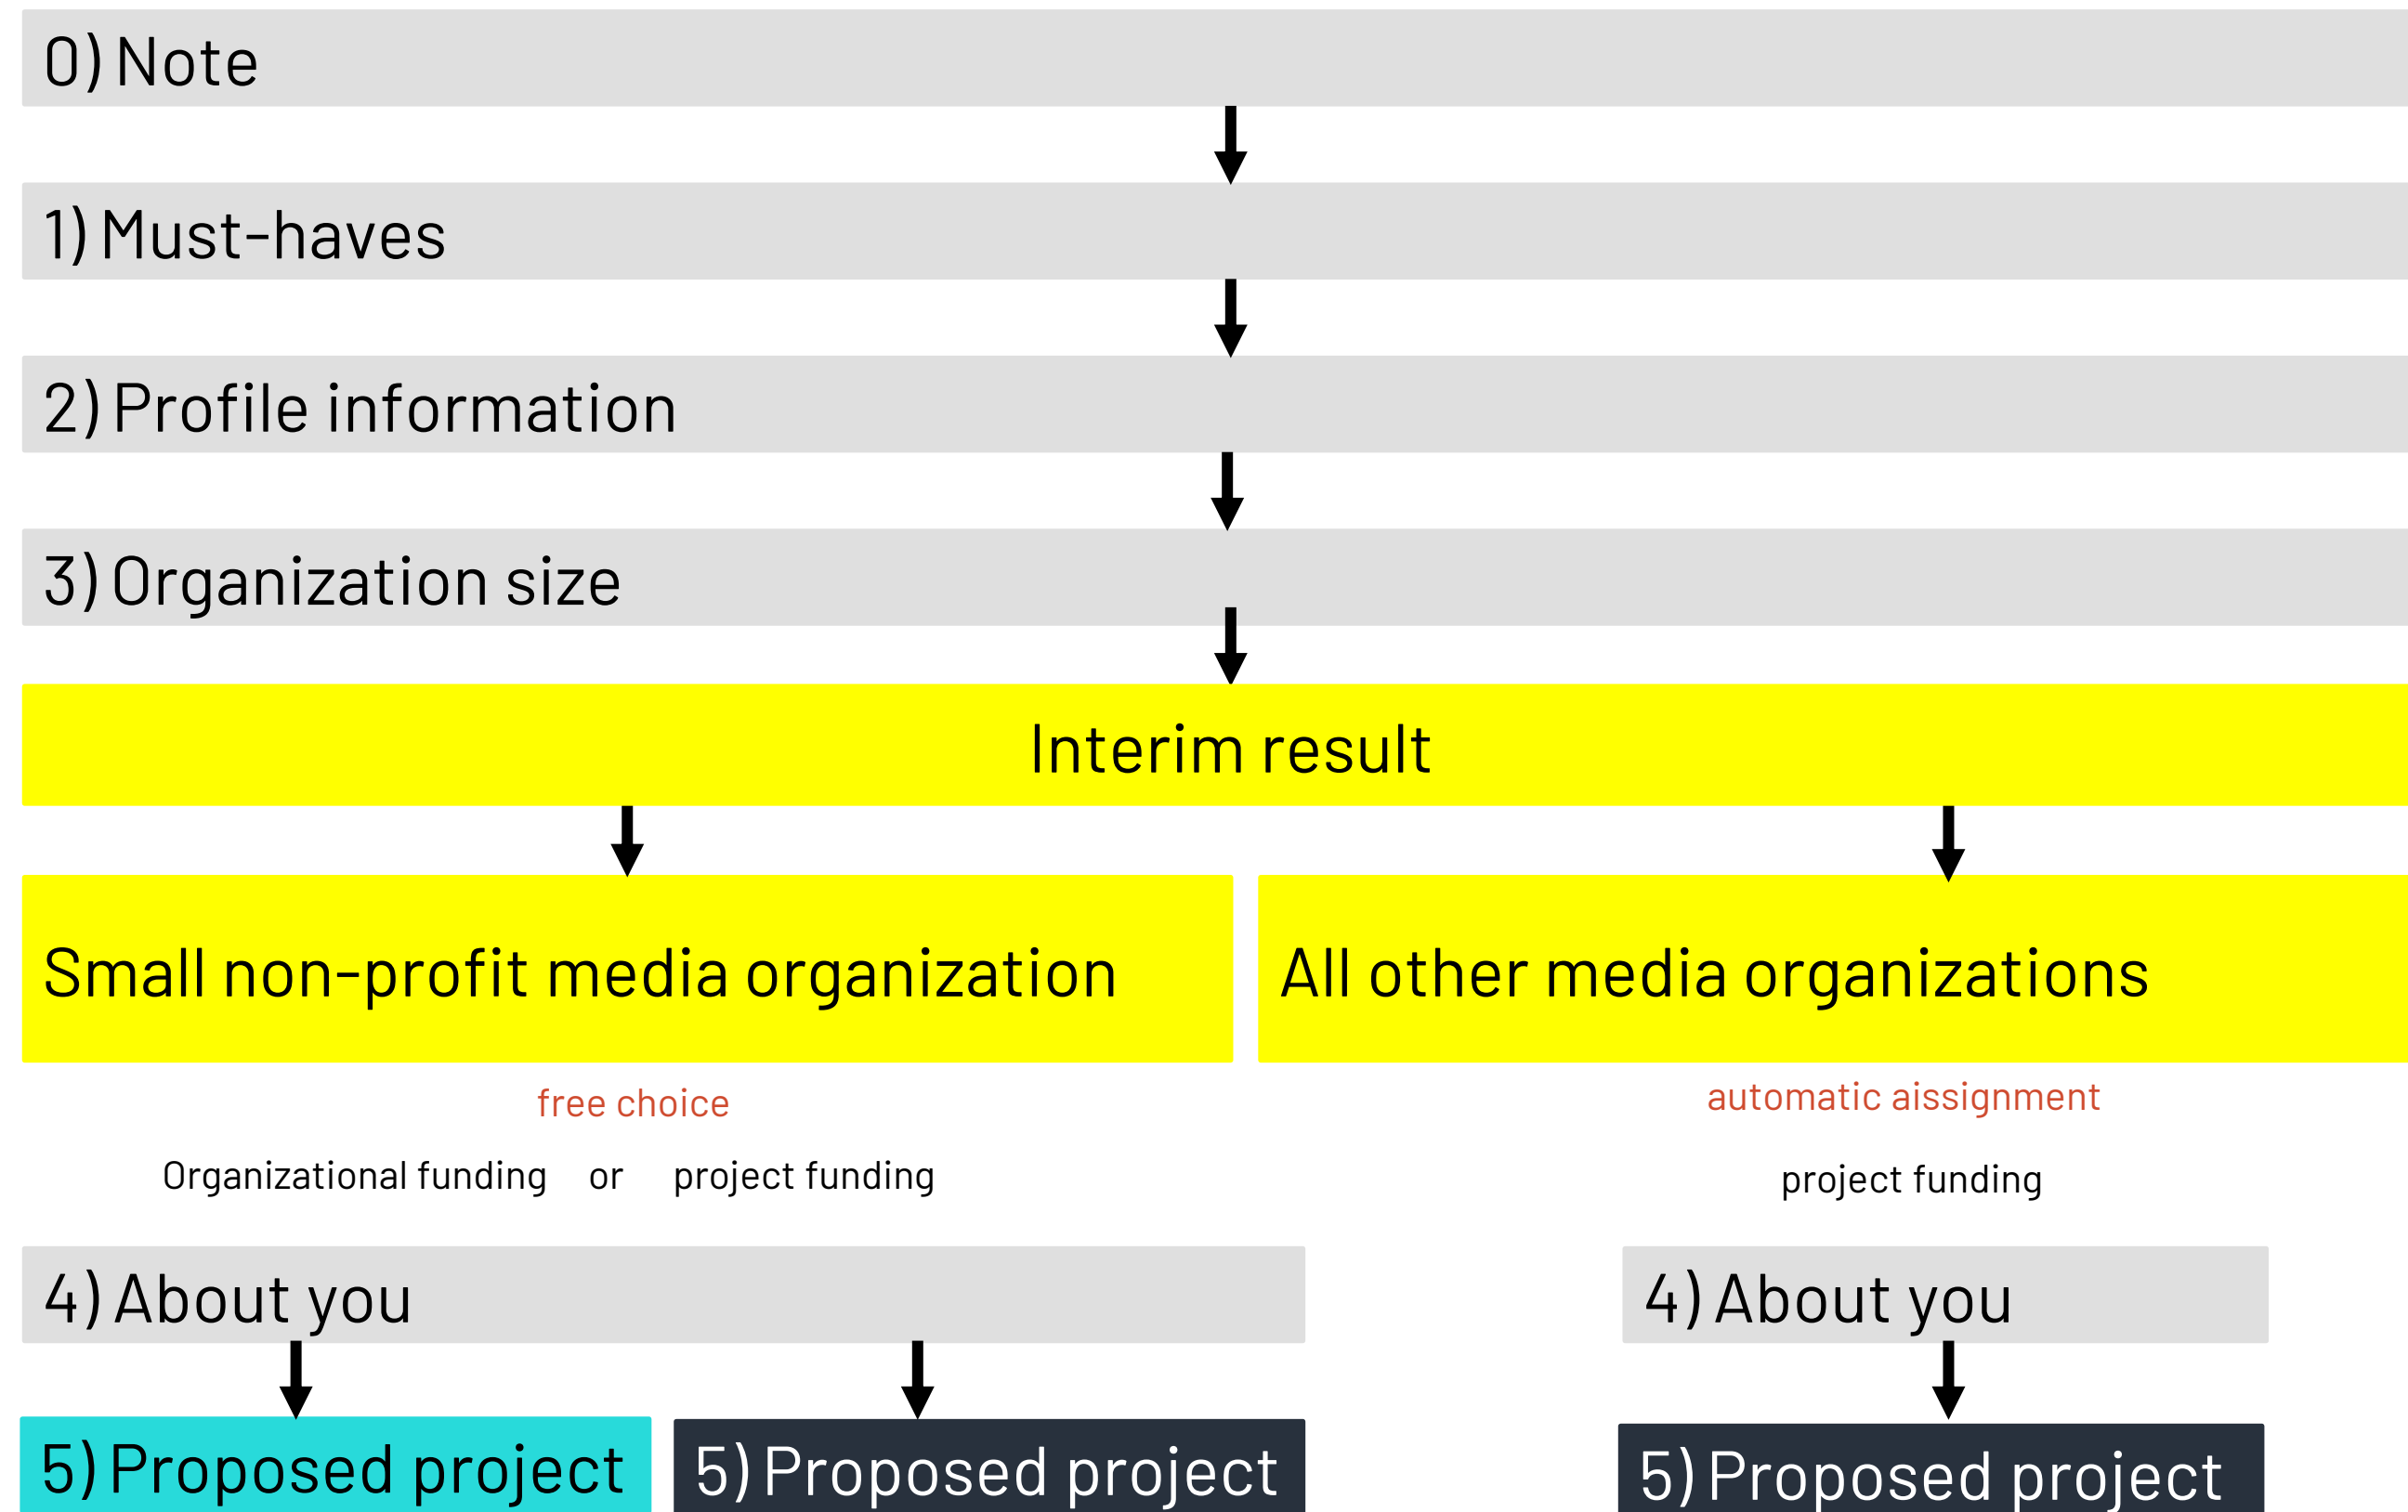 0) Note
1) Must-haves
2) Profile information
3) Organization size
Interim result
Small non-profit media organization
All other media organizations
free choice
automatic aissignment
Organizational funding or project funding
project funding
4) About you
4) About you
5) Proposed project
5) Proposed project
5) Proposed project